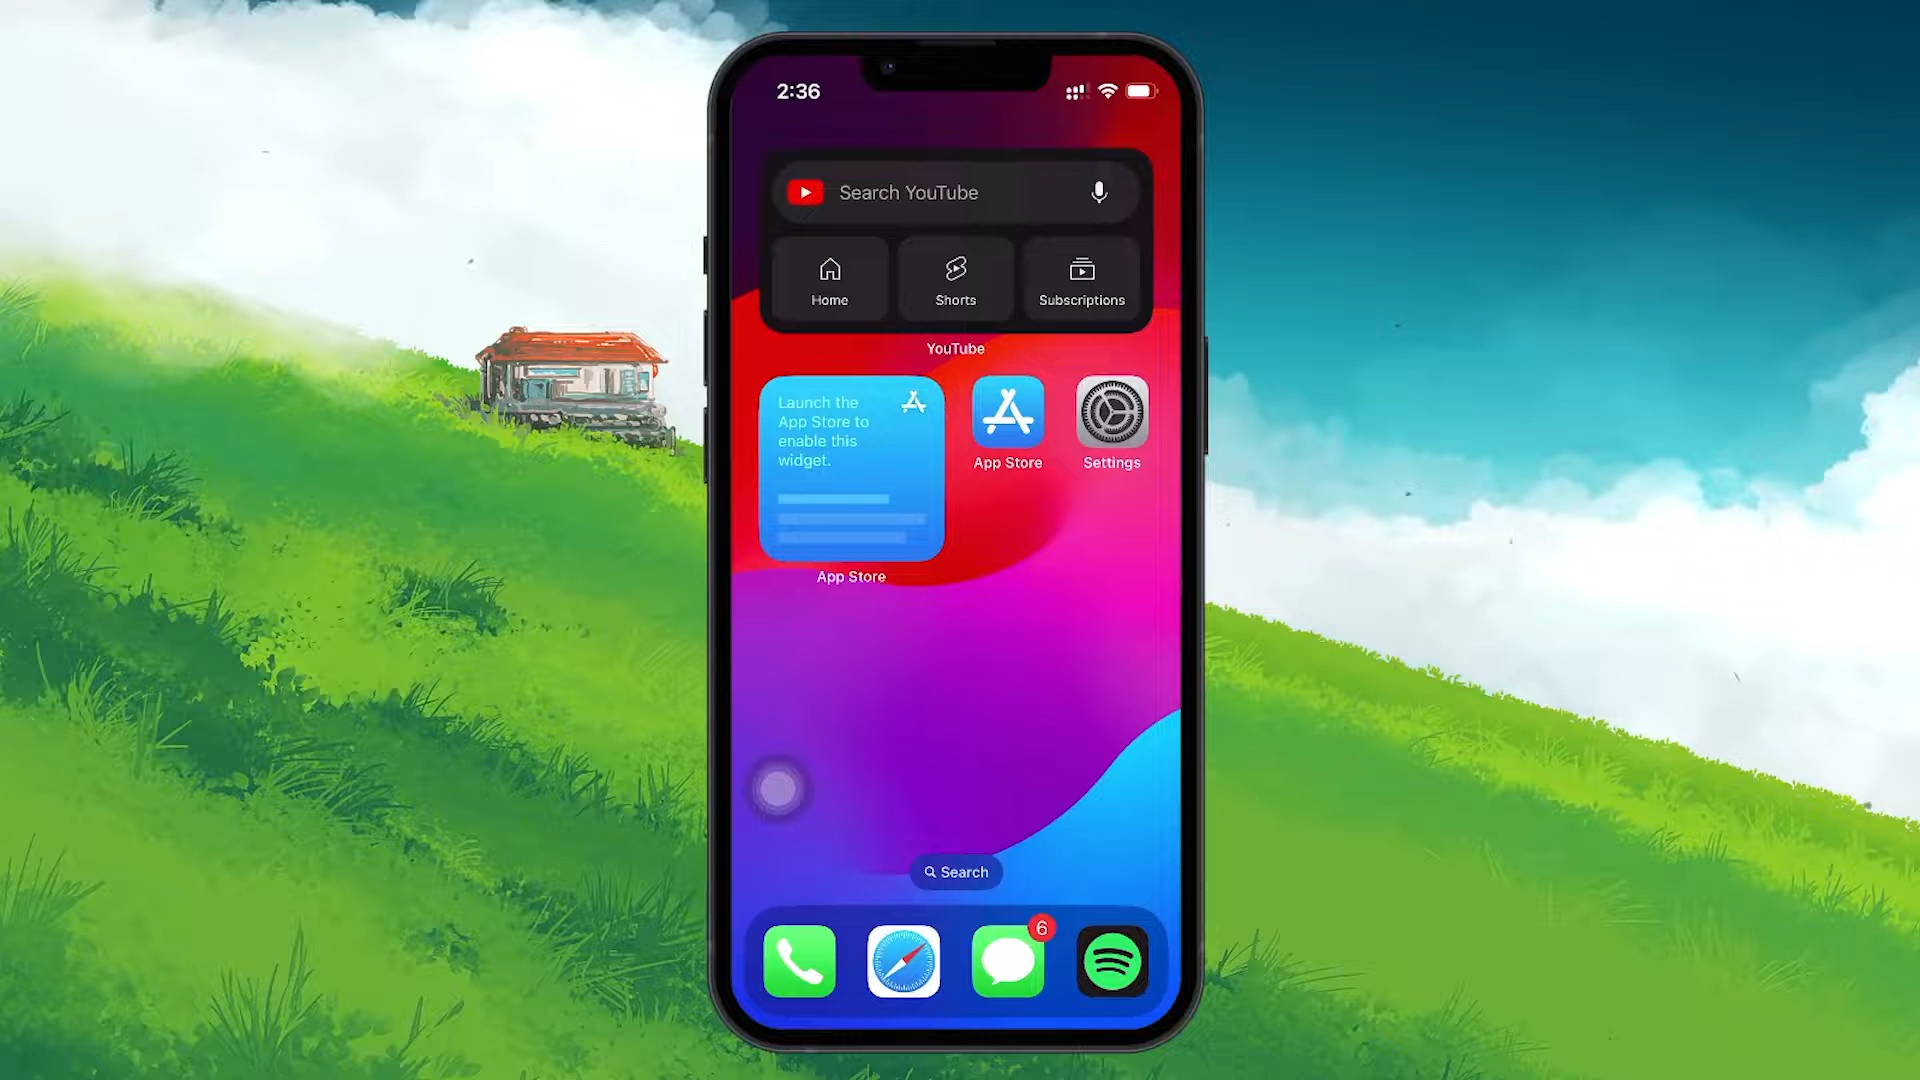 2:36
Search YouTube
Home
Shorts
Subscriptions
YouTube
Launch the
App Store to
enable this
widget.
App Store
Settings
App Store
Search
6